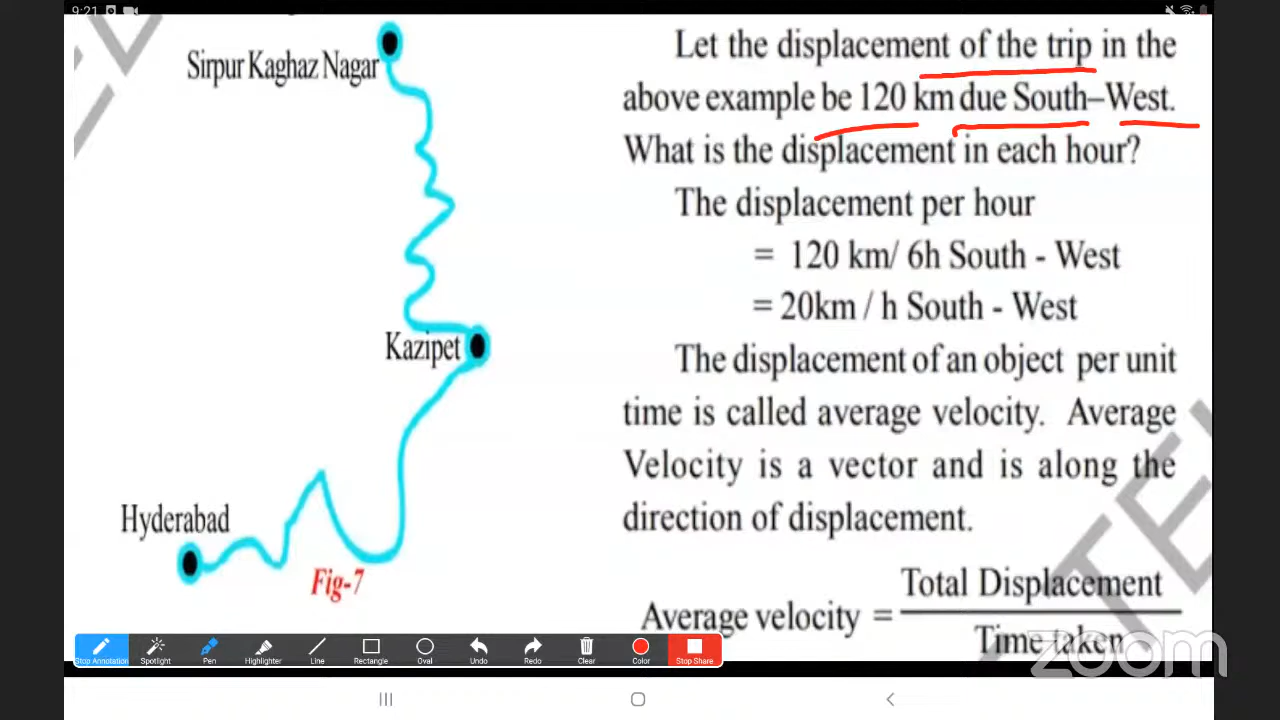 9:21
Sirpur Kaghaz Nagar
Kazipet
Hyderabad
Fig-7
Let the displacement of the trip in the
above example be 120 km due South–West.
What is the displacement in each hour?
The displacement per hour
= 120 km/ 6h South - West
= 20km / h South - West
The displacement of an object per unit
time is called average velocity. Average
Velocity is a vector and is along the
direction of displacement.
Average velocity = Total Displacement
Time taken
Stop Annotation Spotlight Pen Highlighter Line Rectangle Oval Undo Redo Clear Color Stop Share
zoom